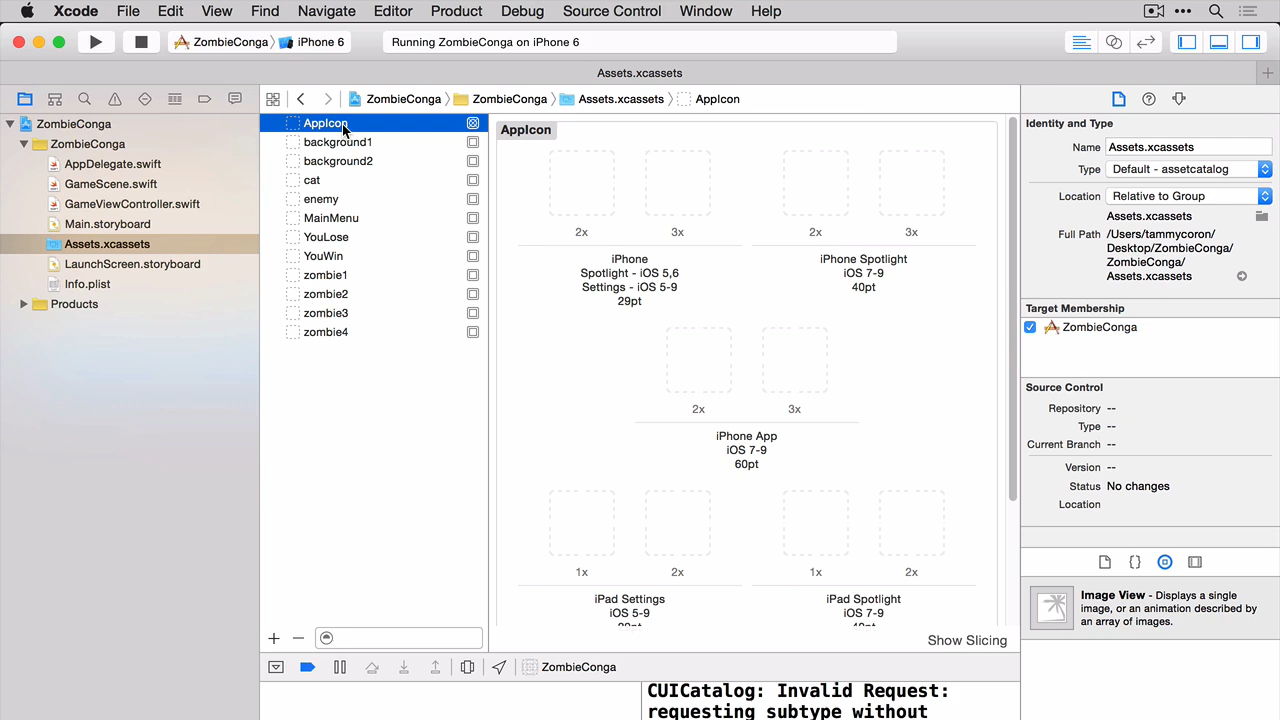 Xcode File Edit View Find Navigate Editor Product Debug Source Control Window Help
ZombieConga iPhone 6
Running ZombieConga on iPhone 6
Assets.xcassets
ZombieConga
ZombieConga
AppDelegate.swift
GameScene.swift
GameViewController.swift
Main.storyboard
Assets.xcassets
LaunchScreen.storyboard
Info.plist
Products
ZombieConga ZombieConga Assets.xcassets AppIcon
AppIcon
background1
background2
cat
enemy
MainMenu
YouLose
YouWin
zombie1
zombie2
zombie3
zombie4
AppIcon
2x 3x
iPhone
Spotlight - iOS 5,6
Settings - iOS 5-9
29pt
2x 3x
iPhone Spotlight
iOS 7-9
40pt
2x 3x
iPhone App
iOS 7-9
60pt
1x 2x
iPad Settings
iOS 5-9
1x 2x
iPad Spotlight
iOS 7-9
Show Slicing
ZombieConga
CUICatalog: Invalid Request:
requesting subtype without
Identity and Type
Name Assets.xcassets
Type Default - assetcatalog
Location Relative to Group
Assets.xcassets
Full Path /Users/tammycoron/
Desktop/ZombieConga/
ZombieConga/
Assets.xcassets
Target Membership
ZombieConga
Source Control
Repository --
Type --
Current Branch --
Version --
Status No changes
Location
Image View - Displays a single
image, or an animation described by
an array of images.